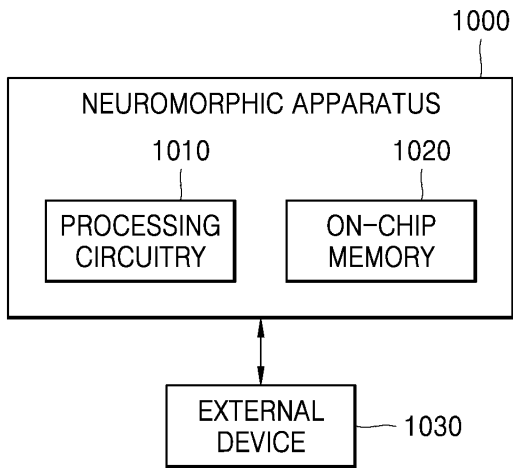 1000
NEUROMORPHIC APPARATUS
1010
1020
PROCESSING
CIRCUITRY
ON-CHIP
MEMORY
EXTERNAL
DEVICE
1030